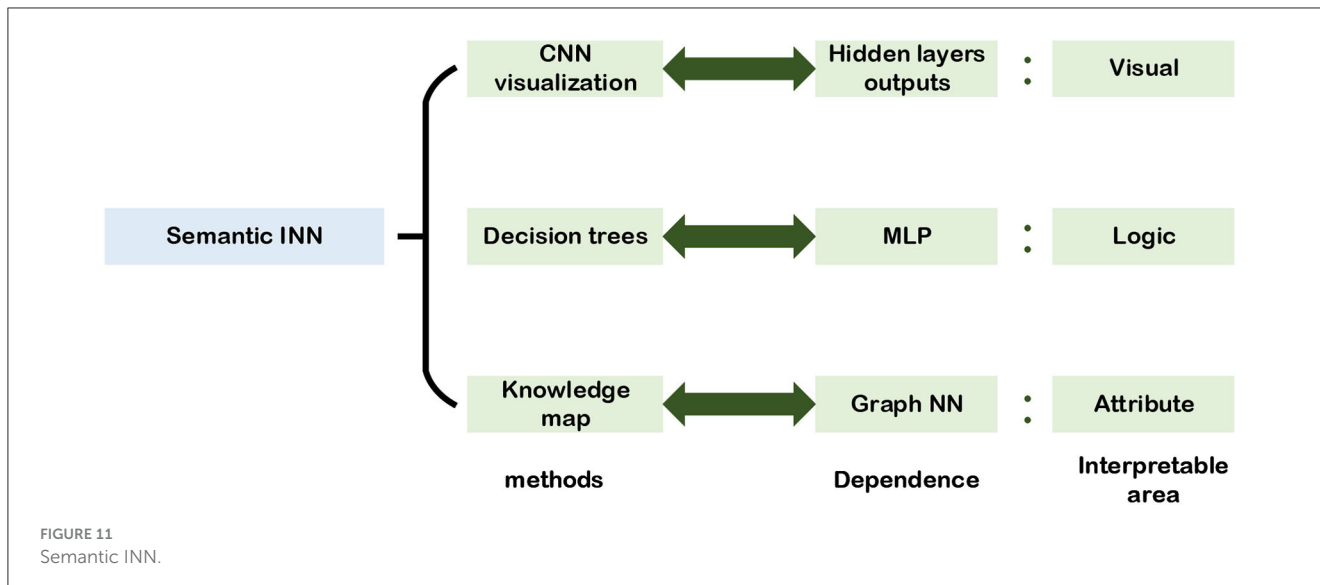 CNN
visualization
Hidden layers
outputs
:
Visual
Semantic INN
Decision trees
MLP
:
Logic
Knowledge
map
Graph NN
:
Attribute
methods
Dependence
Interpretable
area
FIGURE 11
Semantic INN.